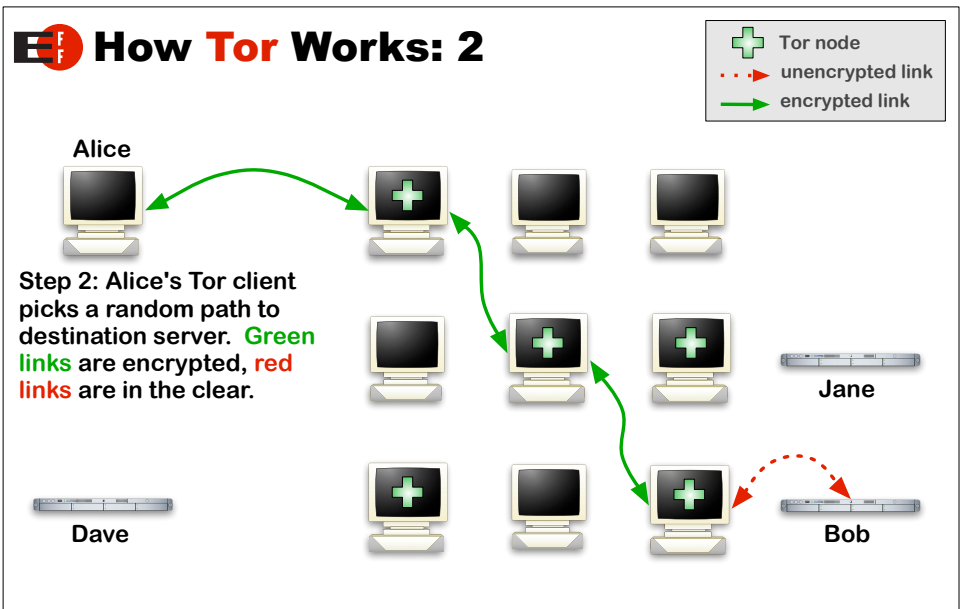 EFF How Tor Works: 2
Tor node
unencrypted link
encrypted link
Alice
Step 2: Alice's Tor client
picks a random path to
destination server. Green
links are encrypted, red
links are in the clear.
Jane
Dave
Bob